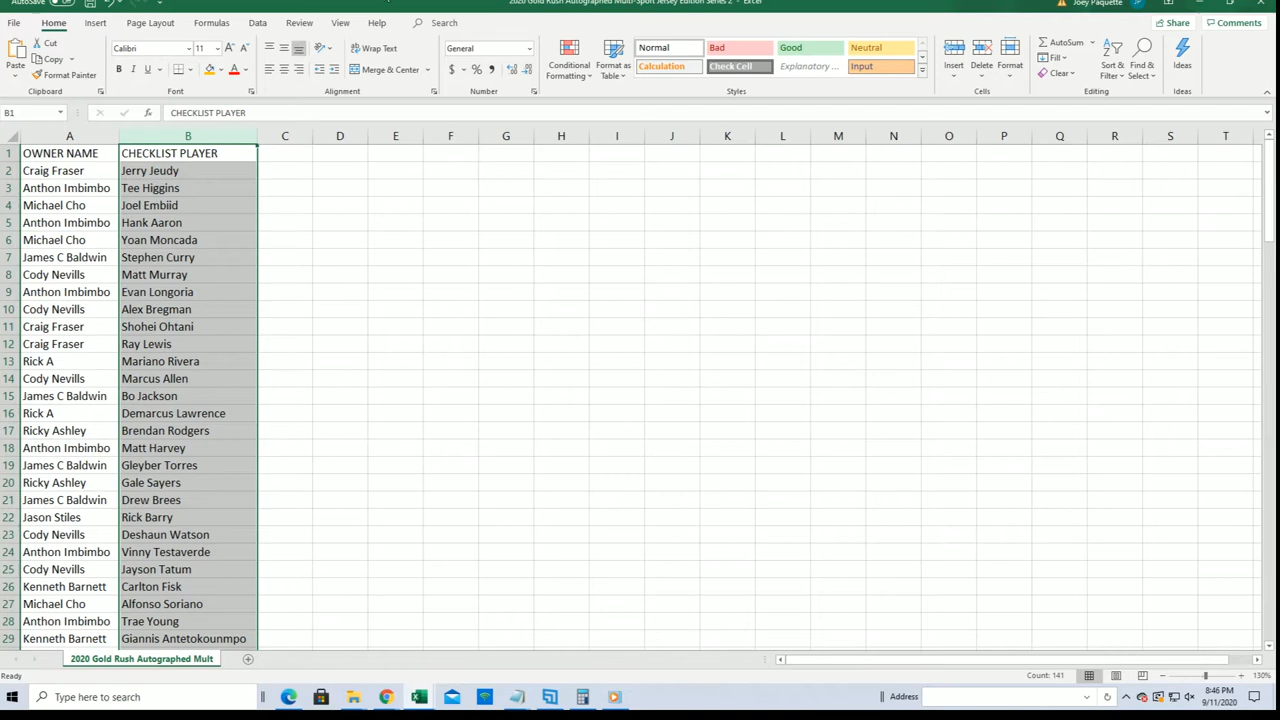 AutoSave Off 2020 Gold Rush Autographed Multi-Sport Jersey Edition Series 2 - Excel Joey Paquette JP
File Home Insert Page Layout Formulas Data Review View Help Search Share Comments
Paste Cut Copy Format Painter Clipboard
Calibri 11 A A B I U A Font
Wrap Text Merge & Center Alignment
General $ % , Number
Conditional Formatting Format as Table
Normal Bad Good Neutral
Calculation Check Cell Explanatory ... Input
Styles
Insert Delete Format Cells
AutoSum Fill Clear Sort & Filter Find & Select Editing
Ideas Ideas
B1 fx CHECKLIST PLAYER
A B C D E F G H I J K L M N O P Q R S T
1 OWNER NAME CHECKLIST PLAYER
2 Craig Fraser Jerry Jeudy
3 Anthon Imbimbo Tee Higgins
4 Michael Cho Joel Embiid
5 Anthon Imbimbo Hank Aaron
6 Michael Cho Yoan Moncada
7 James C Baldwin Stephen Curry
8 Cody Nevills Matt Murray
9 Anthon Imbimbo Evan Longoria
10 Cody Nevills Alex Bregman
11 Craig Fraser Shohei Ohtani
12 Craig Fraser Ray Lewis
13 Rick A Mariano Rivera
14 Cody Nevills Marcus Allen
15 James C Baldwin Bo Jackson
16 Rick A Demarcus Lawrence
17 Ricky Ashley Brendan Rodgers
18 Anthon Imbimbo Matt Harvey
19 James C Baldwin Gleyber Torres
20 Ricky Ashley Gale Sayers
21 James C Baldwin Drew Brees
22 Jason Stiles Rick Barry
23 Cody Nevills Deshaun Watson
24 Anthon Imbimbo Vinny Testaverde
25 Cody Nevills Jayson Tatum
26 Kenneth Barnett Carlton Fisk
27 Michael Cho Alfonso Soriano
28 Anthon Imbimbo Trae Young
29 Kenneth Barnett Giannis Antetokounmpo
2020 Gold Rush Autographed Mult
Ready Count: 141 130%
Type here to search Address 8:46 PM
9/11/2020